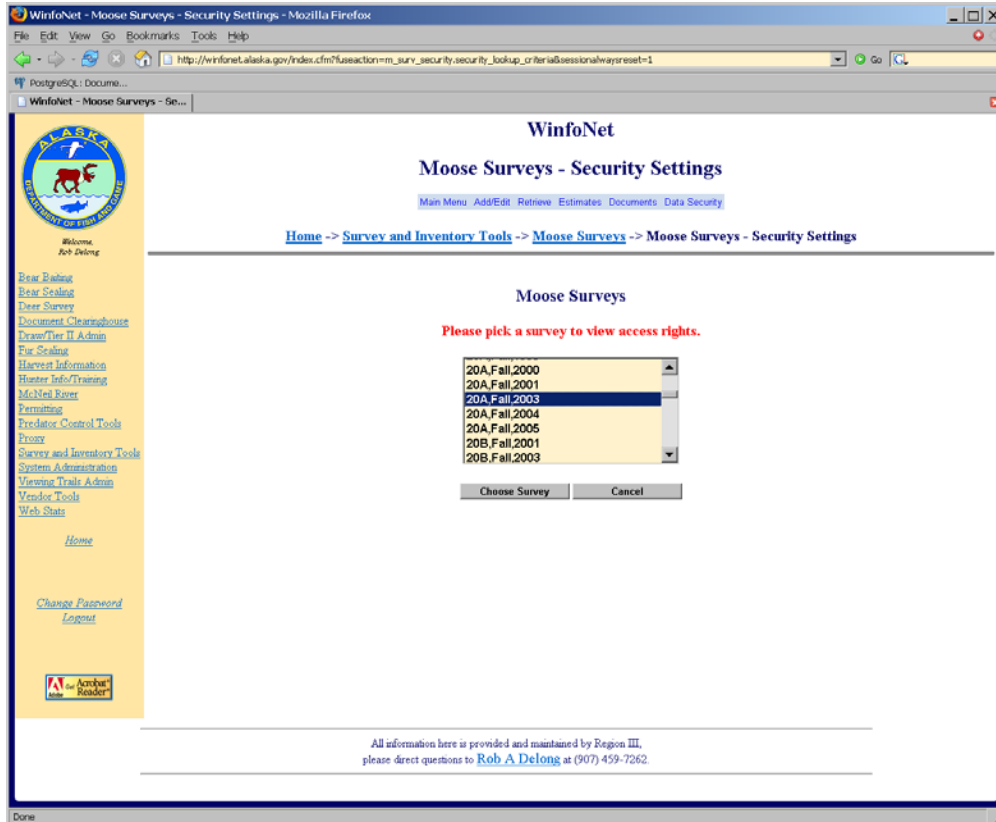 WinfoNet - Moose Surveys - Security Settings - Mozilla Firefox
File Edit View Go Bookmarks Tools Help
http://winfonet.alaska.gov/index.cfm?fuseaction=m_surv_security.security_lookup_criteria&sessionalwaysreset=1
Go
PostgreSQL: Docume...
WinfoNet - Moose Surveys - Se...
ALASKA
DEPARTMENT OF FISH AND GAME
Welcome,
Rob Delong
Bear Baiting
Bear Sealing
Deer Survey
Document Clearinghouse
Draw/Tier II Admin
Fur Sealing
Harvest Information
Hunter Info/Training
McNeil River
Permitting
Predator Control Tools
Proxy
Survey and Inventory Tools
System Administration
Viewing Trails Admin
Vendor Tools
Web Stats
Home
Change Password
Logout
Adobe Get Acrobat Reader
WinfoNet
Moose Surveys - Security Settings
Main Menu Add/Edit Retrieve Estimates Documents Data Security
Home -> Survey and Inventory Tools -> Moose Surveys -> Moose Surveys - Security Settings
Moose Surveys
Please pick a survey to view access rights.
20A,Fall,2000
20A,Fall,2001
20A,Fall,2003
20A,Fall,2004
20A,Fall,2005
20B,Fall,2001
20B,Fall,2003
Choose Survey Cancel
All information here is provided and maintained by Region III,
please direct questions to Rob A Delong at (907) 459-7262.
Done